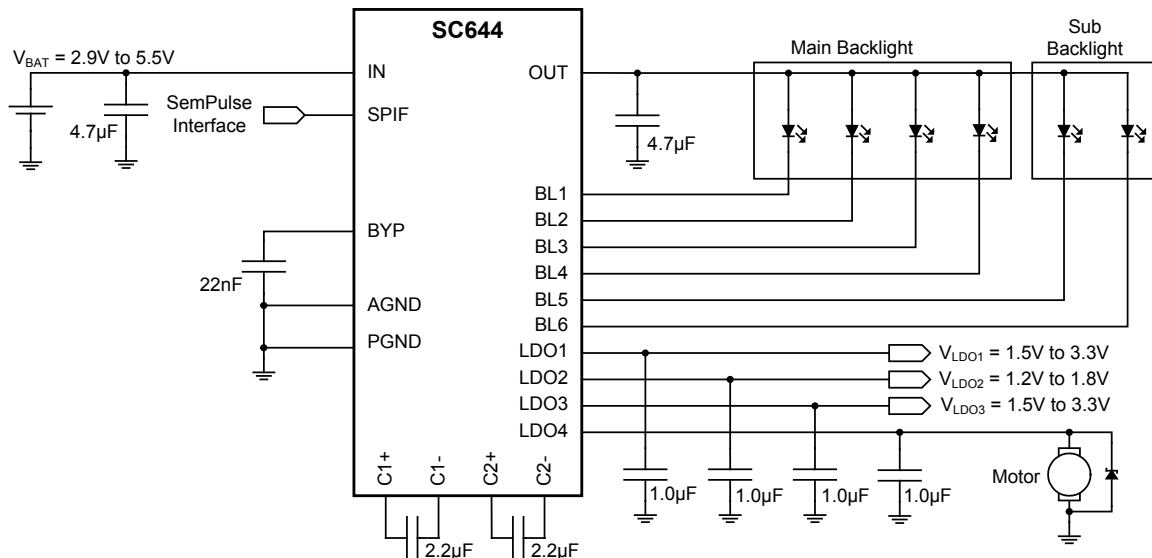 SC644
V_BAT = 2.9V to 5.5V
4.7µF
SemPulse
Interface
IN
SPIF
BYP
22nF
AGND
PGND
C1+
C1-
C2+
C2-
2.2µF
2.2µF
OUT
4.7µF
Main Backlight
Sub
Backlight
BL1
BL2
BL3
BL4
BL5
BL6
LDO1
V_LDO1 = 1.5V to 3.3V
LDO2
V_LDO2 = 1.2V to 1.8V
LDO3
V_LDO3 = 1.5V to 3.3V
LDO4
1.0µF
1.0µF
1.0µF
1.0µF
Motor